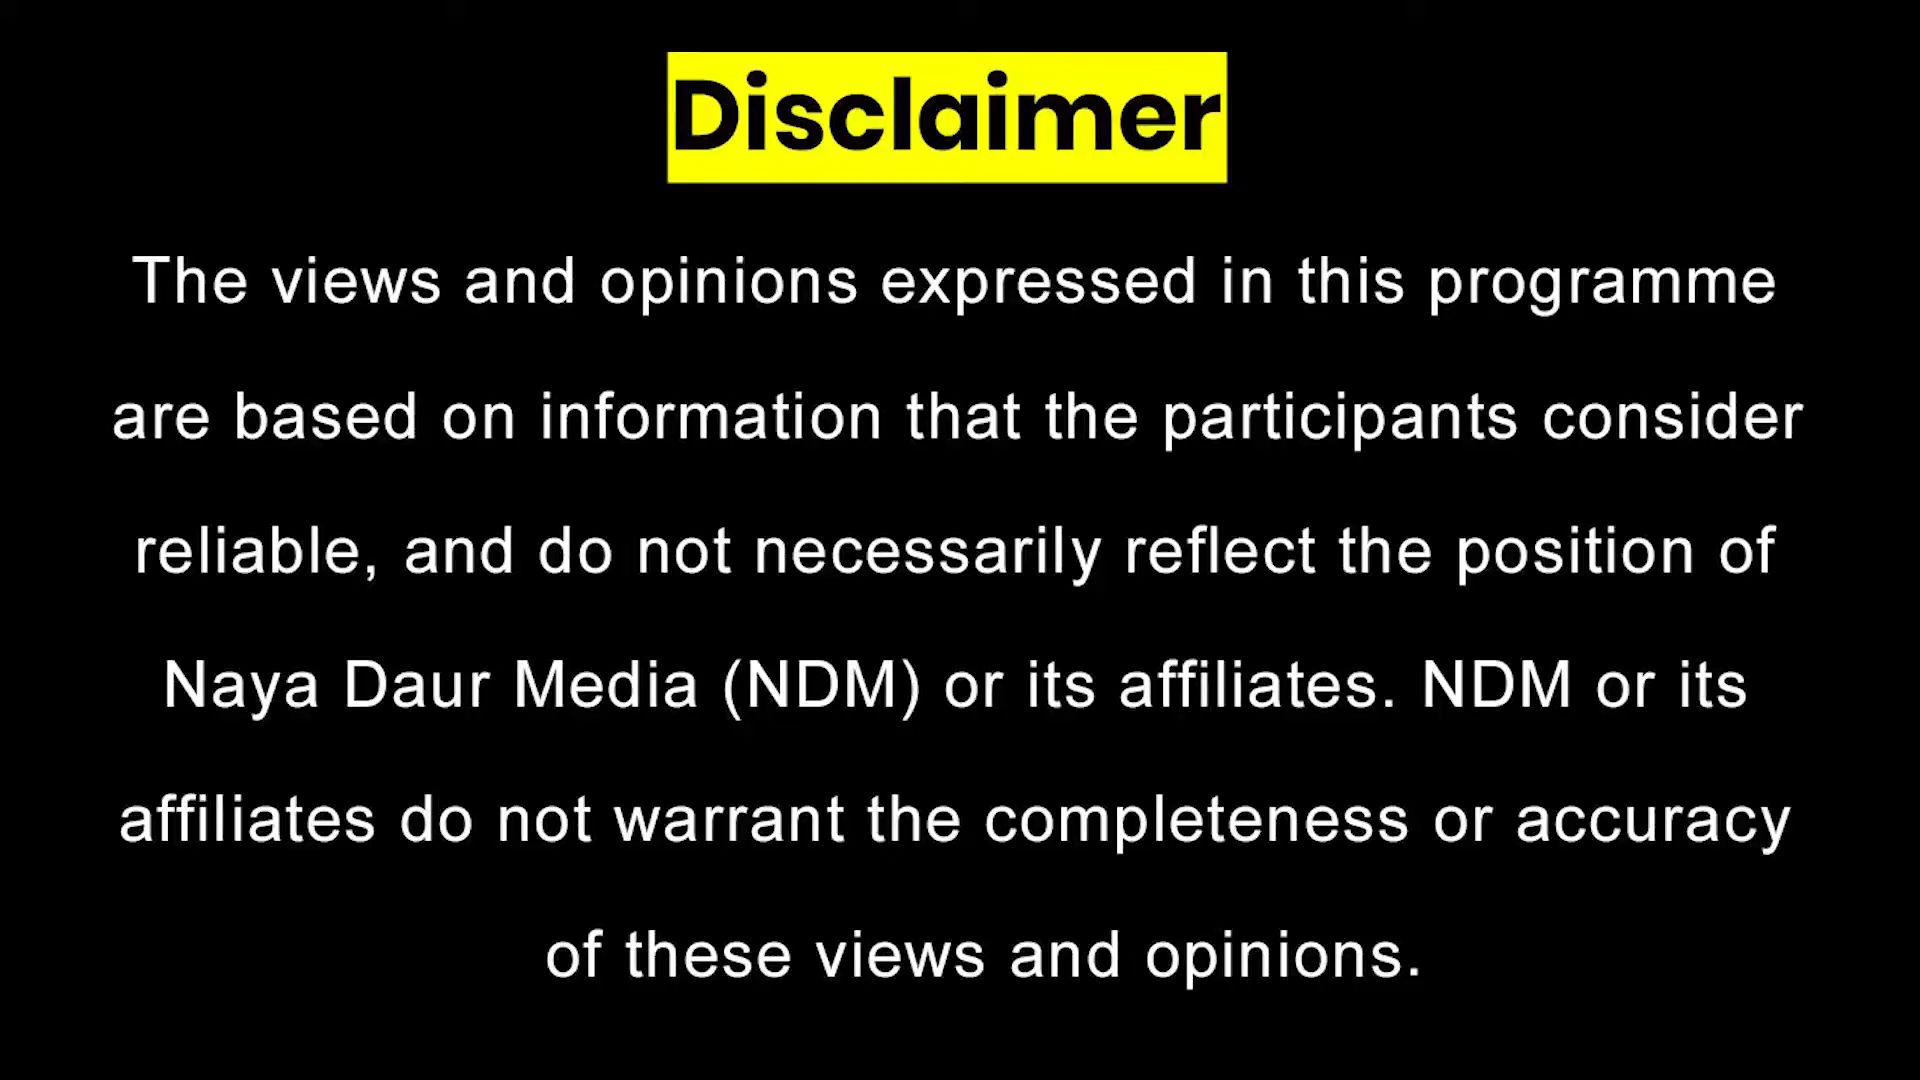 Disclaimer
The views and opinions expressed in this programme
are based on information that the participants consider
reliable, and do not necessarily reflect the position of
Naya Daur Media (NDM) or its affiliates. NDM or its
affiliates do not warrant the completeness or accuracy
of these views and opinions.